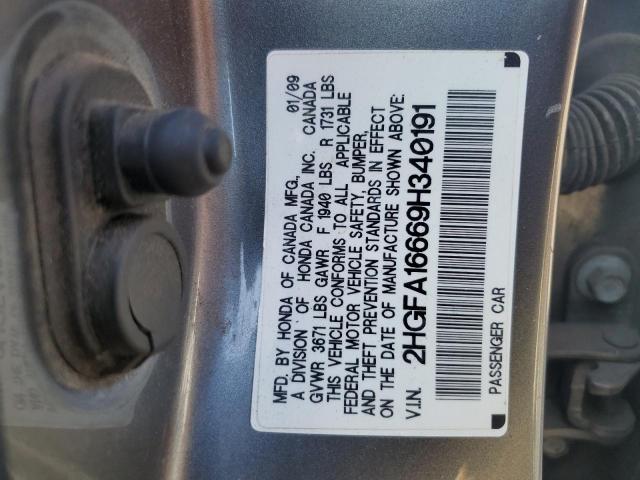 MFD. BY HONDA OF CANADA MFG., 01/09
A DIVISION OF HONDA CANADA INC. CANADA
GVWR 3671 LBS GAWR F 1940 LBS R 1731 LBS
THIS VEHICLE CONFORMS TO ALL APPLICABLE
FEDERAL MOTOR VEHICLE SAFETY, BUMPER,
AND THEFT PREVENTION STANDARDS IN EFFECT
ON THE DATE OF MANUFACTURE SHOWN ABOVE:
V.I.N. 2HGFA16669H340191
PASSENGER CAR